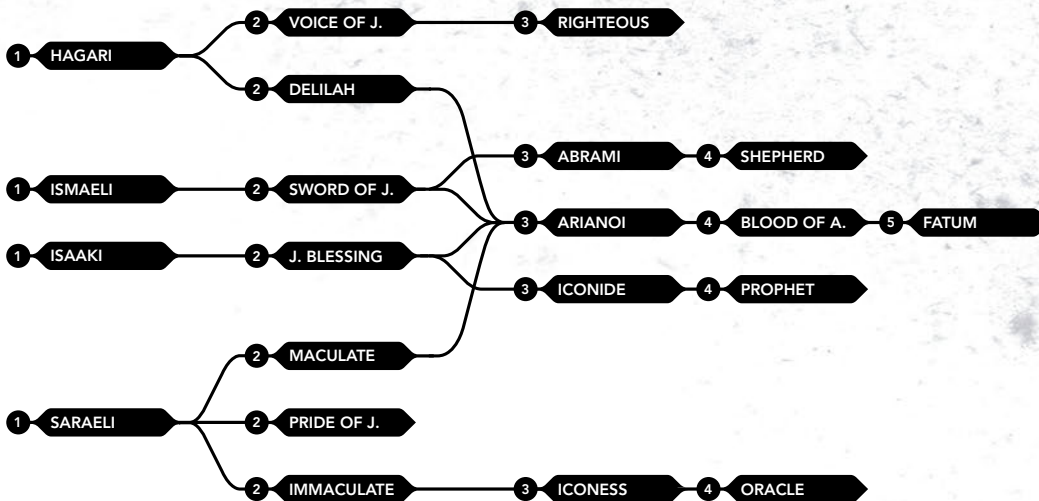 2 VOICE OF J. 3 RIGHTEOUS
1 HAGARI
2 DELILAH
3 ABRAMI 4 SHEPHERD
1 ISMAELI 2 SWORD OF J.
3 ARIANOI 4 BLOOD OF A. 5 FATUM
1 ISAAKI 2 J. BLESSING
3 ICONIDE 4 PROPHET
2 MACULATE
1 SARAELI 2 PRIDE OF J.
2 IMMACULATE 3 ICONESS 4 ORACLE